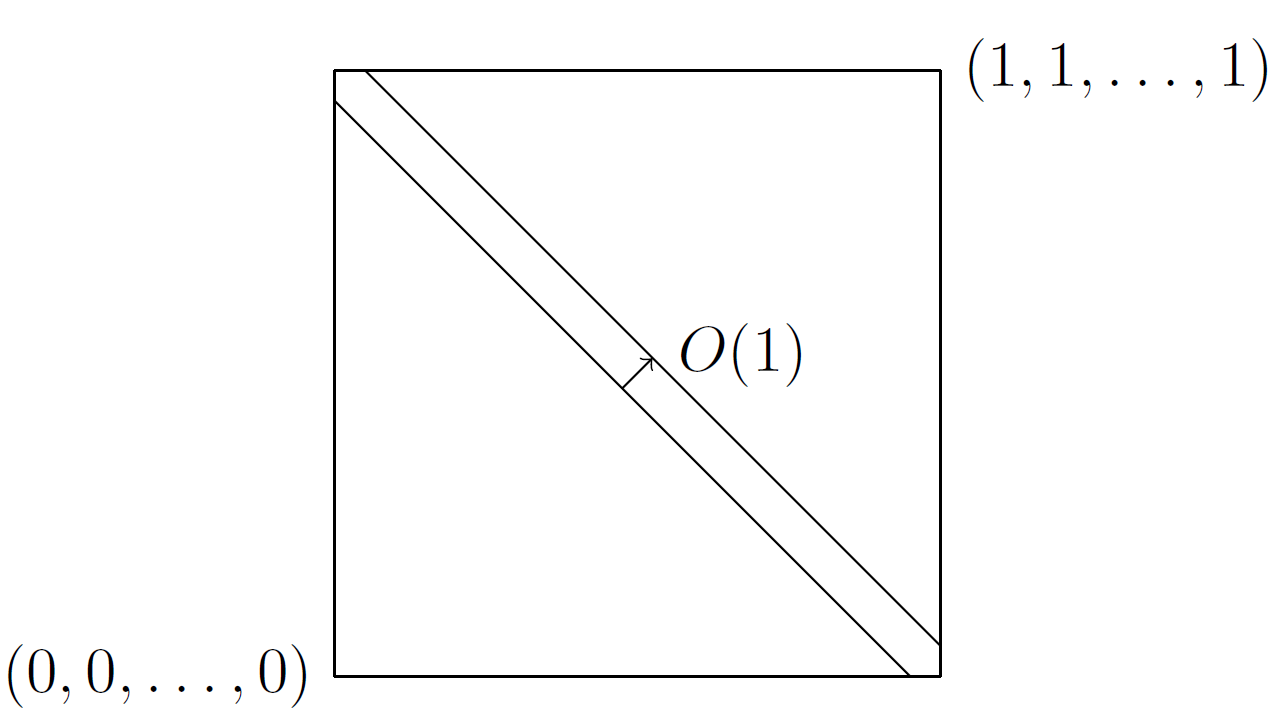 (1, 1, . . . , 1)
O(1)
(0, 0, . . . , 0)